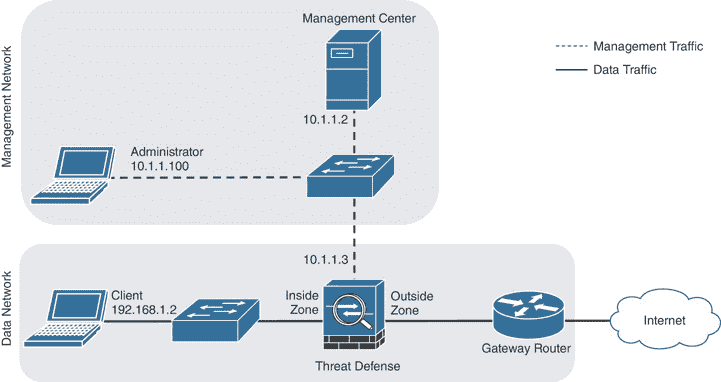 Management Center
Management Traffic
Data Traffic
Management Network
10.1.1.2
Administrator
10.1.1.100
10.1.1.3
Data Network
Client
192.168.1.2
Inside
Zone
Outside
Zone
Threat Defense
Gateway Router
Internet